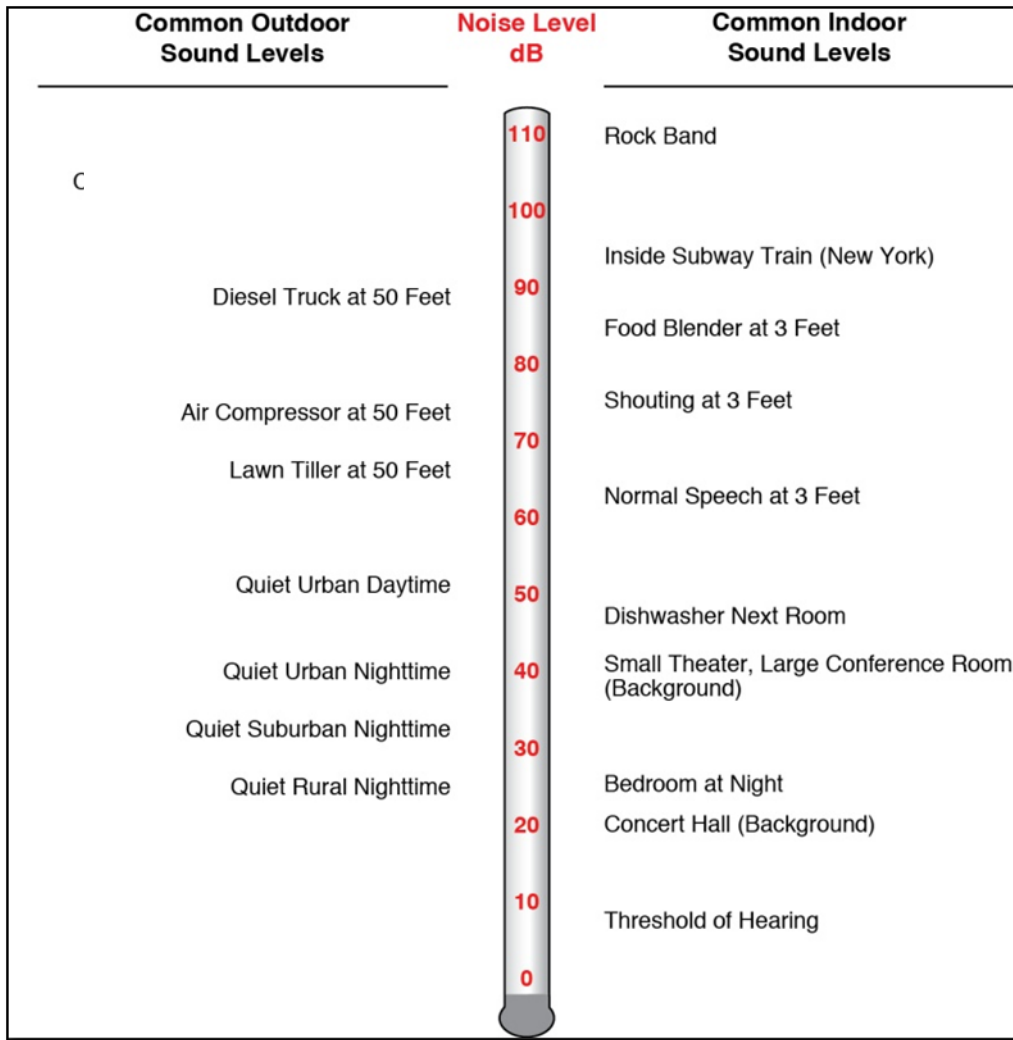 Common Outdoor
Sound Levels
Noise Level
dB
Common Indoor
Sound Levels
110
Rock Band
C
100
Inside Subway Train (New York)
90
Diesel Truck at 50 Feet
Food Blender at 3 Feet
80
Shouting at 3 Feet
Air Compressor at 50 Feet
70
Lawn Tiller at 50 Feet
Normal Speech at 3 Feet
60
Quiet Urban Daytime
50
Dishwasher Next Room
Quiet Urban Nighttime
40
Small Theater, Large Conference Room
(Background)
Quiet Suburban Nighttime
30
Quiet Rural Nighttime
Bedroom at Night
20
Concert Hall (Background)
10
Threshold of Hearing
0